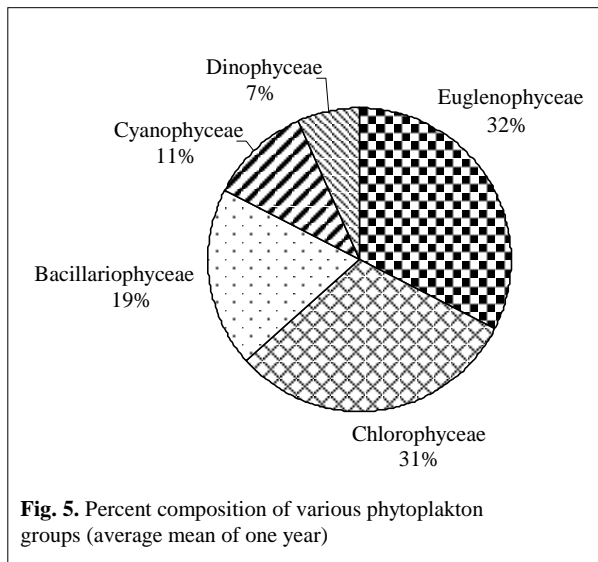 Dinophyceae
7%
Euglenophyceae
32%
Cyanophyceae
11%
Bacillariophyceae
19%
Chlorophyceae
31%
Fig. 5. Percent composition of various phytoplakton
groups (average mean of one year)